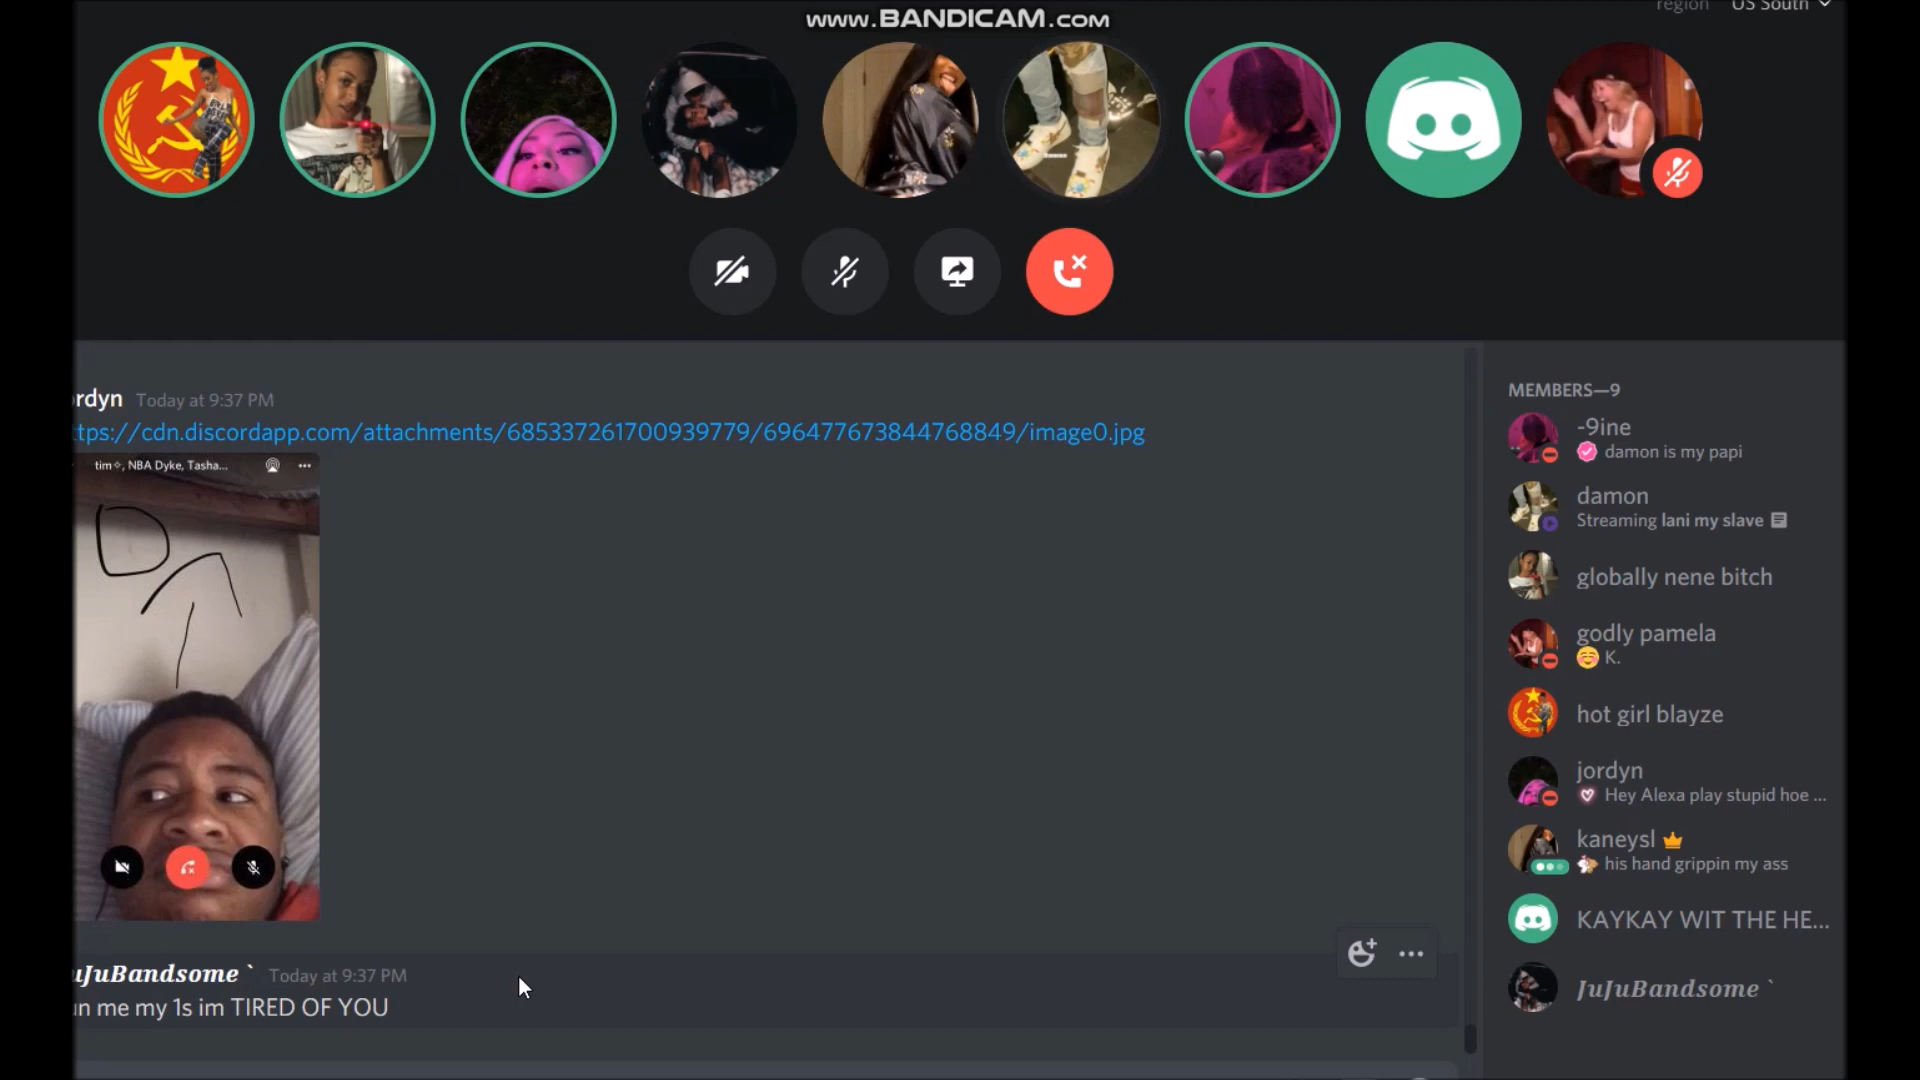 www.BANDICAM.com
region US South
ordyn Today at 9:37 PM
ttps://cdn.discordapp.com/attachments/685337261700939779/696477673844768849/image0.jpg
tim✧, NBA Dyke, Tasha...
D
uJuBandsome ` Today at 9:37 PM
un me my 1s im TIRED OF YOU
MEMBERS—9
-9ine
damon is my papi
damon
Streaming lani my slave
globally nene bitch
godly pamela
K.
hot girl blayze
jordyn
Hey Alexa play stupid hoe ...
kaneysl
his hand grippin my ass
KAYKAY WIT THE HE...
JuJuBandsome `